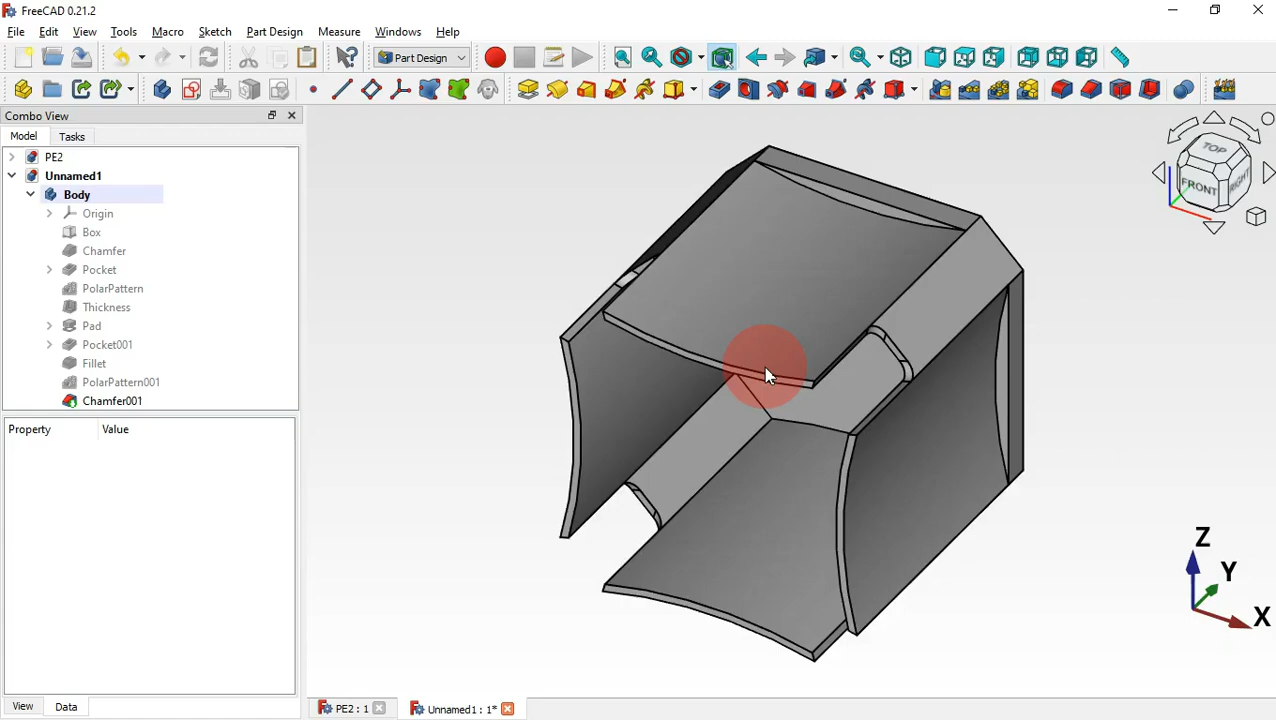 FreeCAD 0.21.2
File Edit View Tools Macro Sketch Part Design Measure Windows Help
Part Design
Combo View
Model Tasks
PE2
Unnamed1
Body
Origin
Box
Chamfer
Pocket
PolarPattern
Thickness
Pad
Pocket001
Fillet
PolarPattern001
Chamfer001
Property Value
View Data
PE2 : 1 Unnamed1 : 1*
TOP
FRONT RIGHT
Z
Y
X